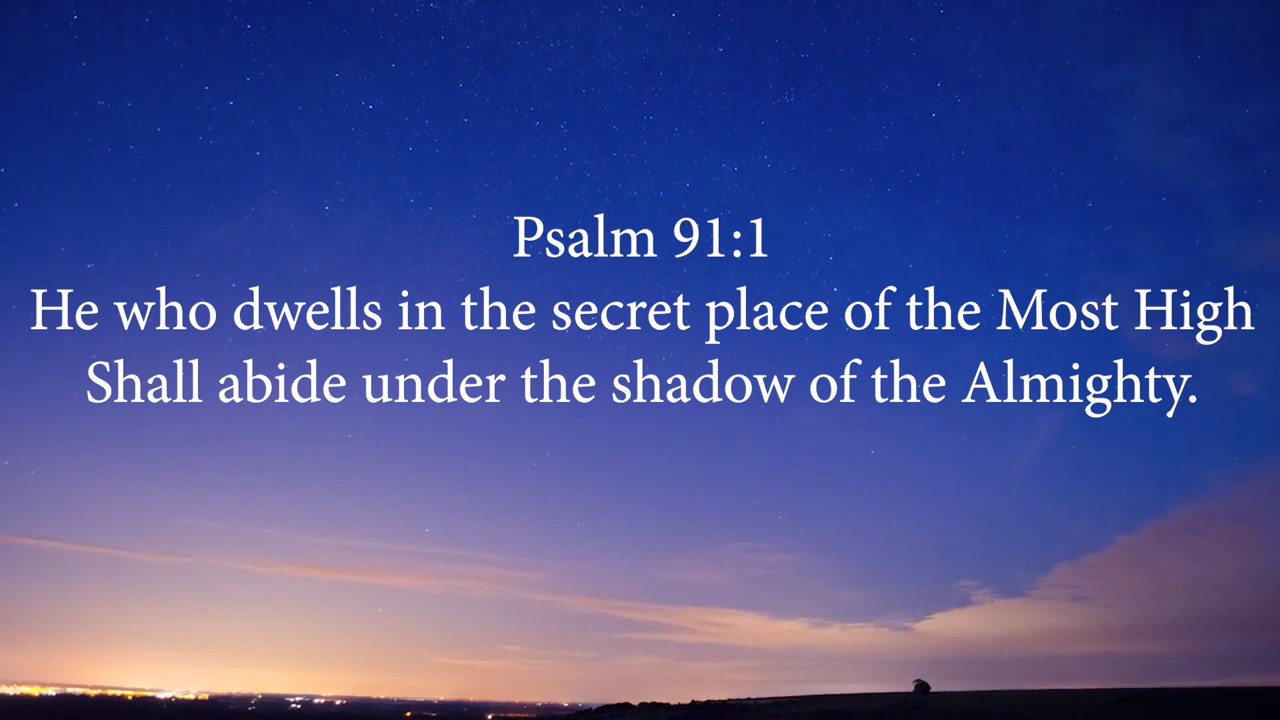 Psalm 91:1
He who dwells in the secret place of the Most High
Shall abide under the shadow of the Almighty.